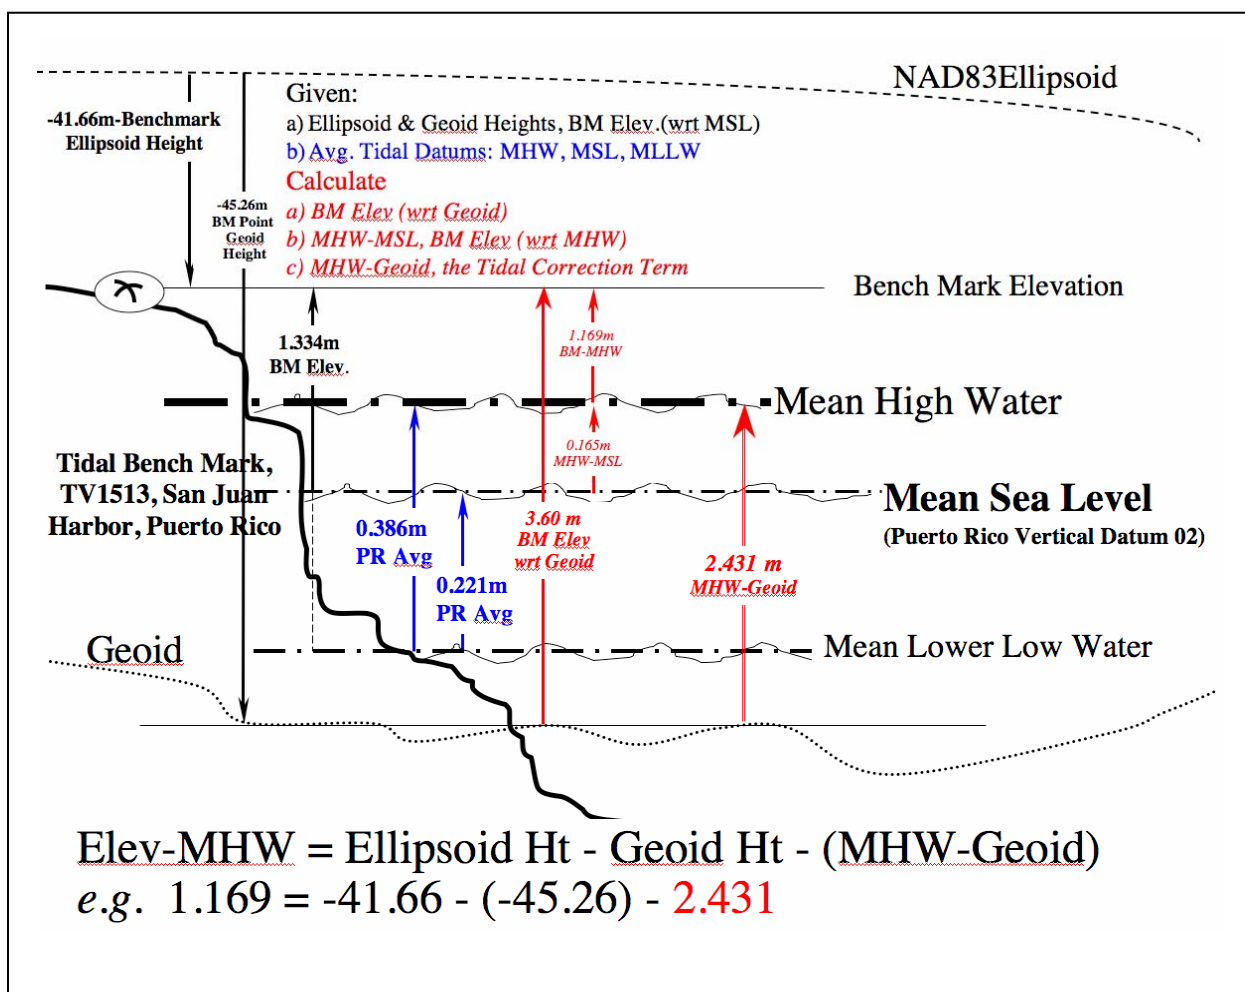 NAD83Ellipsoid
-41.66m-Benchmark
Ellipsoid Height
Given:
a) Ellipsoid & Geoid Heights, BM Elev.(wrt MSL)
b) Avg. Tidal Datums: MHW, MSL, MLLW
Calculate
a) BM Elev (wrt Geoid)
b) MHW-MSL, BM Elev (wrt MHW)
c) MHW-Geoid, the Tidal Correction Term
-45.26m
BM Point
Geoid
Height
Bench Mark Elevation
1.334m
BM Elev.
1.169m
BM-MHW
Mean High Water
0.165m
MHW-MSL
Tidal Bench Mark,
TV1513, San Juan
Harbor, Puerto Rico
Mean Sea Level
(Puerto Rico Vertical Datum 02)
0.386m
PR Avg
0.221m
PR Avg
3.60 m
BM Elev
wrt Geoid
2.431 m
MHW-Geoid
Geoid
Mean Lower Low Water
Elev-MHW = Ellipsoid Ht - Geoid Ht - (MHW-Geoid)
e.g. 1.169 = -41.66 - (-45.26) - 2.431